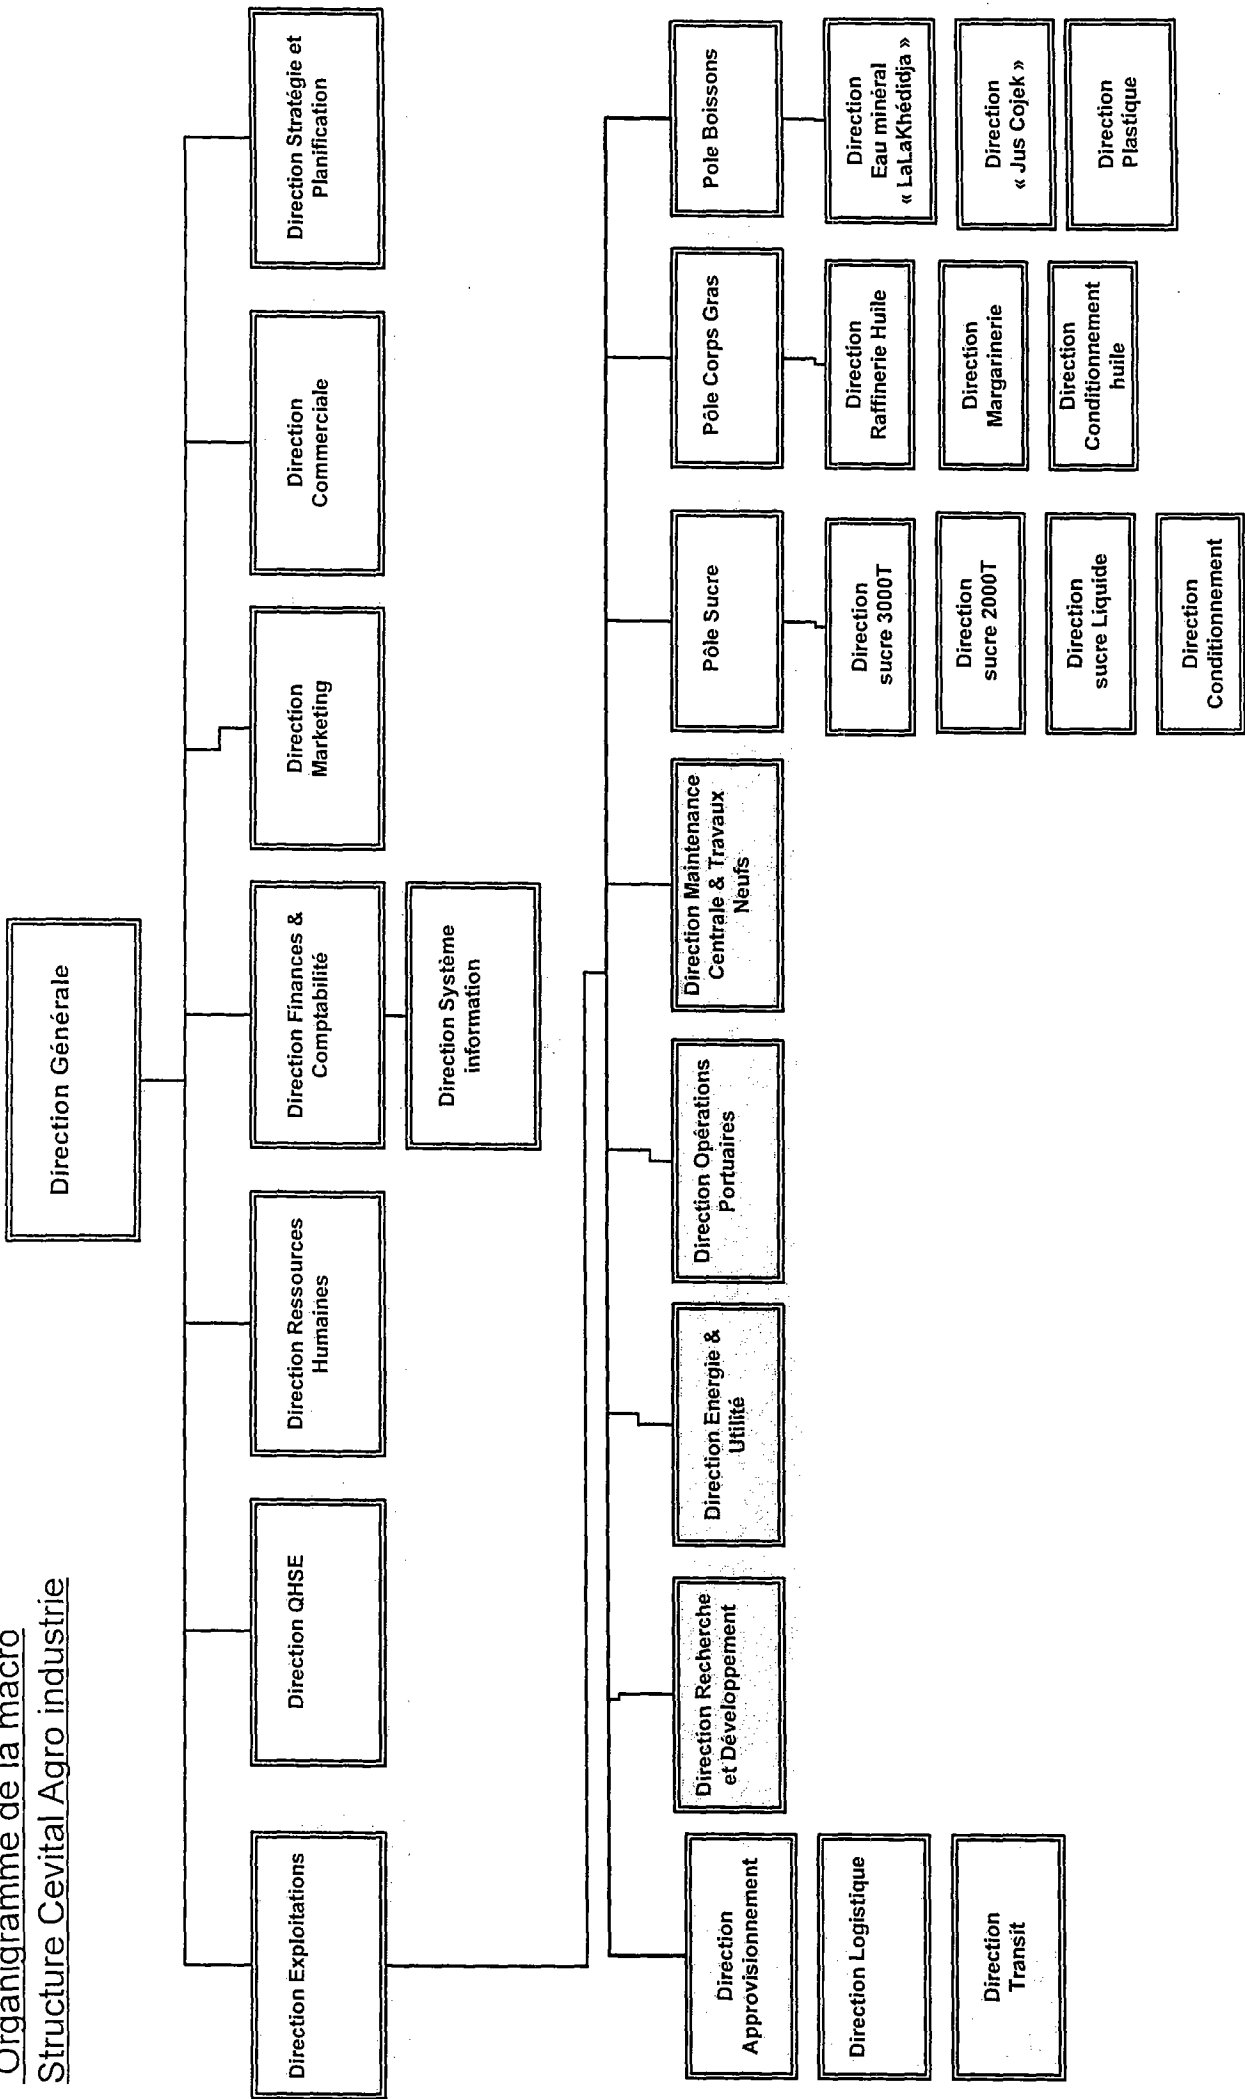 Organigramme de la macro
Structure Cevital Agro industrie
Direction Générale
Direction Exploitations
Direction QHSE
Direction Ressources
Humaines
Direction Finances &
Comptabilité
Direction
Marketing
Direction
Commerciale
Direction Stratégie et
Planification
Direction Système
information
Direction
Approvisionnement
Direction Logistique
Direction
Transit
Direction Recherche
et Développement
Direction Energie &
Utilité
Direction Opérations
Portuaires
Direction Maintenance
Centrale & Travaux
Neufs
Pôle Sucre
Direction
sucre 3000T
Direction
sucre 2000T
Direction
sucre Liquide
Direction
Conditionnement
Pôle Corps Gras
Direction
Raffinerie Huile
Direction
Margarinerie
Direction
Conditionnement
huile
Pole Boissons
Direction
Eau minéral
« LaLaKhédidja »
Direction
« Jus Cojek »
Direction
Plastique